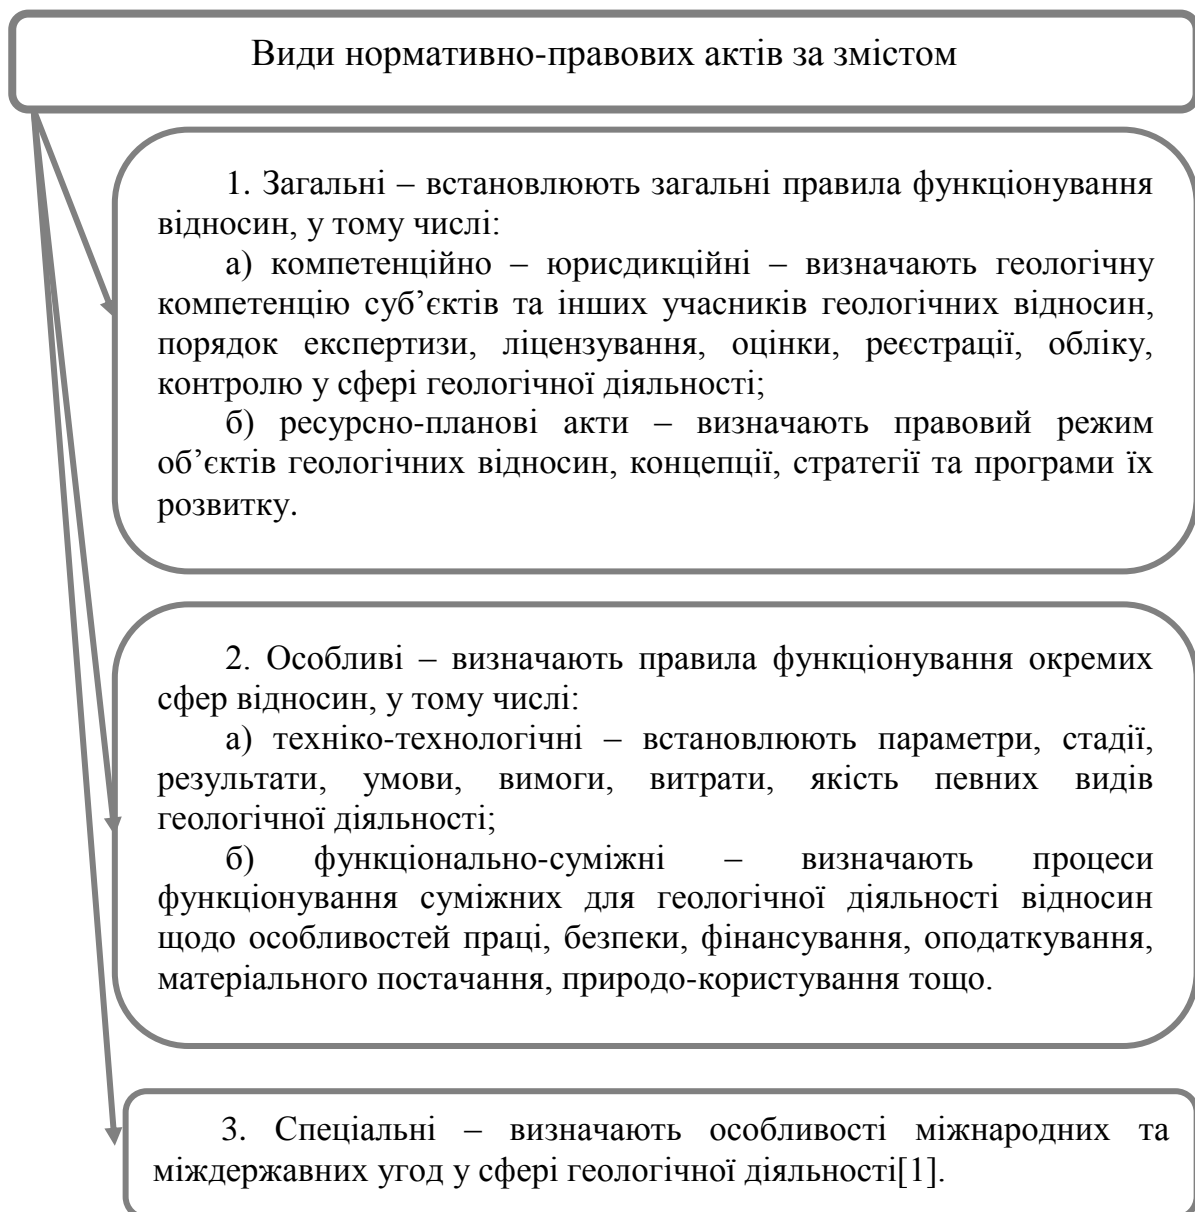 Види нормативно-правових актів за змістом
1. Загальні – встановлюють загальні правила функціонування
відносин, у тому числі:
а) компетенційно – юрисдикційні – визначають геологічну
компетенцію суб’єктів та інших учасників геологічних відносин,
порядок експертизи, ліцензування, оцінки, реєстрації, обліку,
контролю у сфері геологічної діяльності;
б) ресурсно-планові акти – визначають правовий режим
об’єктів геологічних відносин, концепції, стратегії та програми їх
розвитку.
2. Особливі – визначають правила функціонування окремих
сфер відносин, у тому числі:
а) техніко-технологічні – встановлюють параметри, стадії,
результати, умови, вимоги, витрати, якість певних видів
геологічної діяльності;
б) функціонально-суміжні – визначають процеси
функціонування суміжних для геологічної діяльності відносин
щодо особливостей праці, безпеки, фінансування, оподаткування,
матеріального постачання, природо-користування тощо.
3. Спеціальні – визначають особливості міжнародних та
міждержавних угод у сфері геологічної діяльності[1].